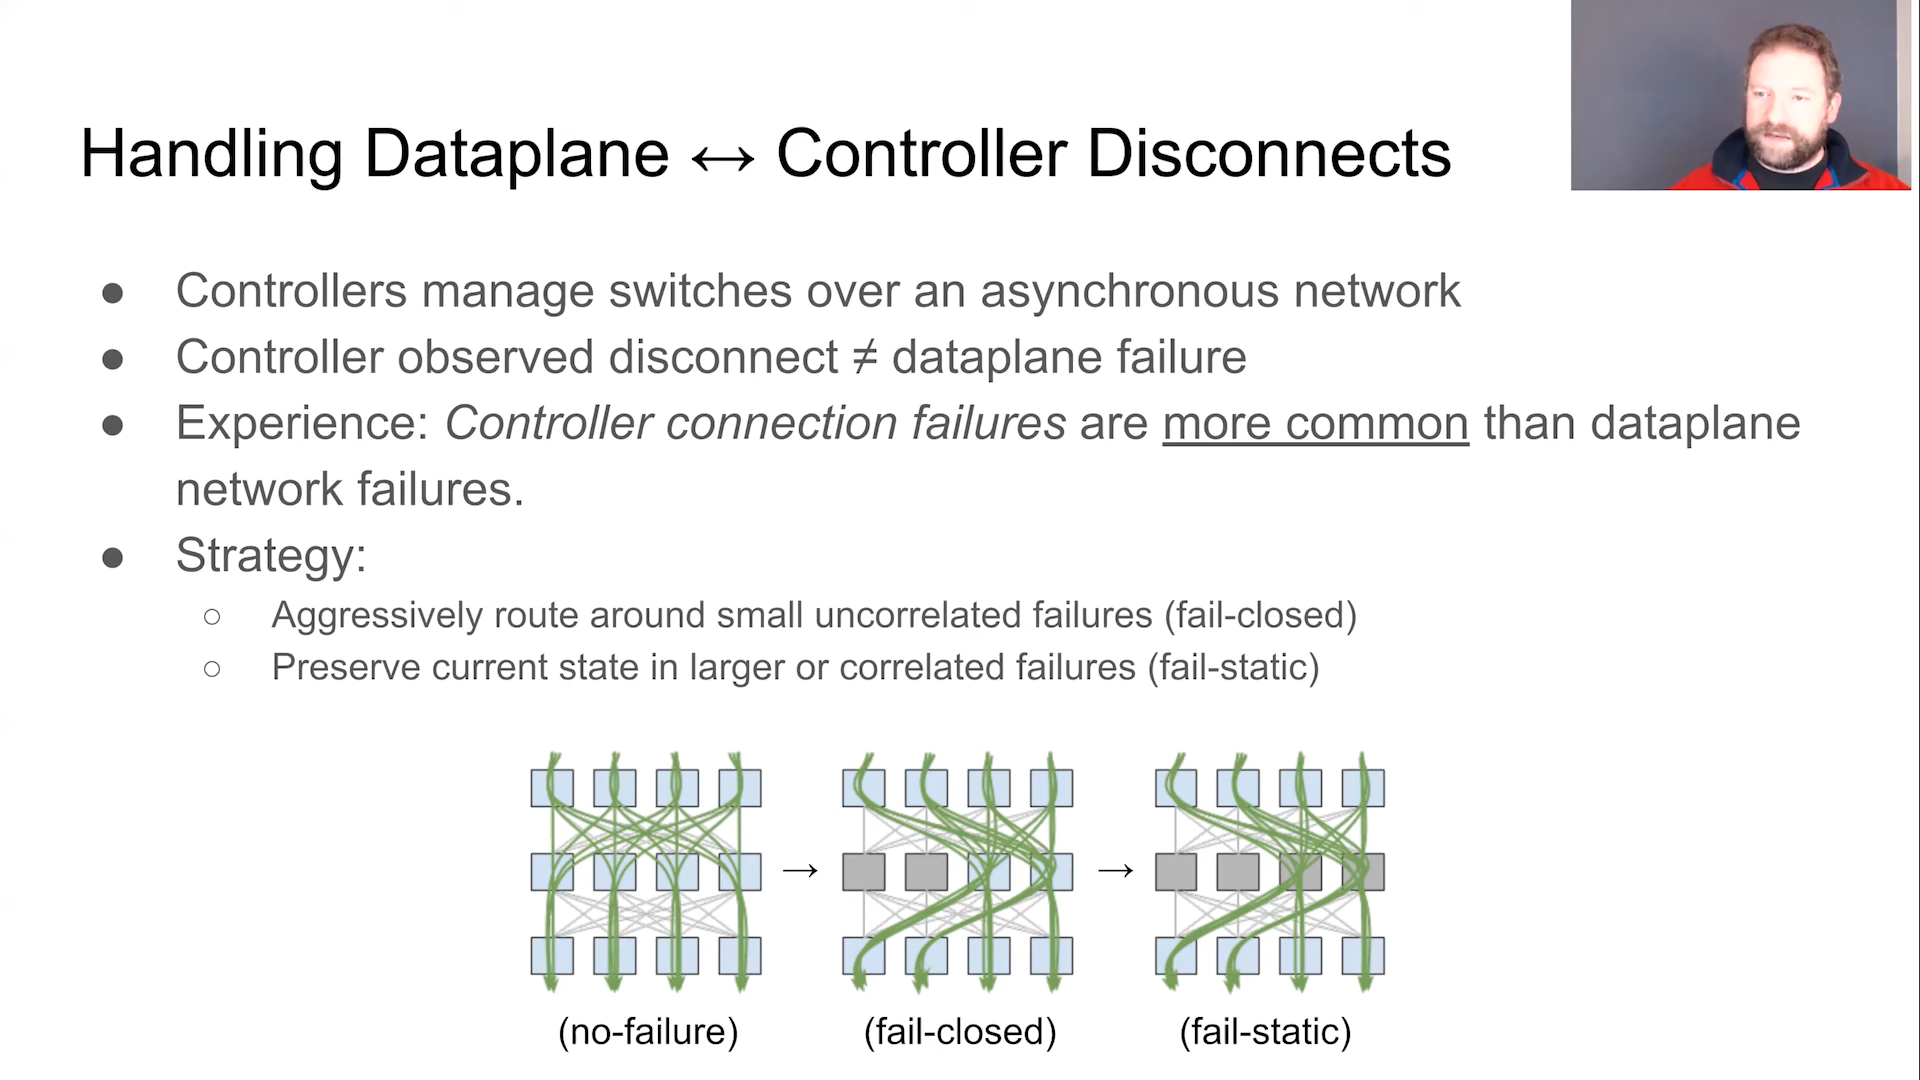 Handling Dataplane ↔ Controller Disconnects
● Controllers manage switches over an asynchronous network
● Controller observed disconnect ≠ dataplane failure
● Experience: Controller connection failures are more common than dataplane
network failures.
● Strategy:
○ Aggressively route around small uncorrelated failures (fail-closed)
○ Preserve current state in larger or correlated failures (fail-static)
→ →
(no-failure) (fail-closed) (fail-static)